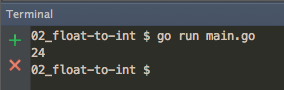 Terminal
02_float-to-int $ go run main.go
24
02_float-to-int $